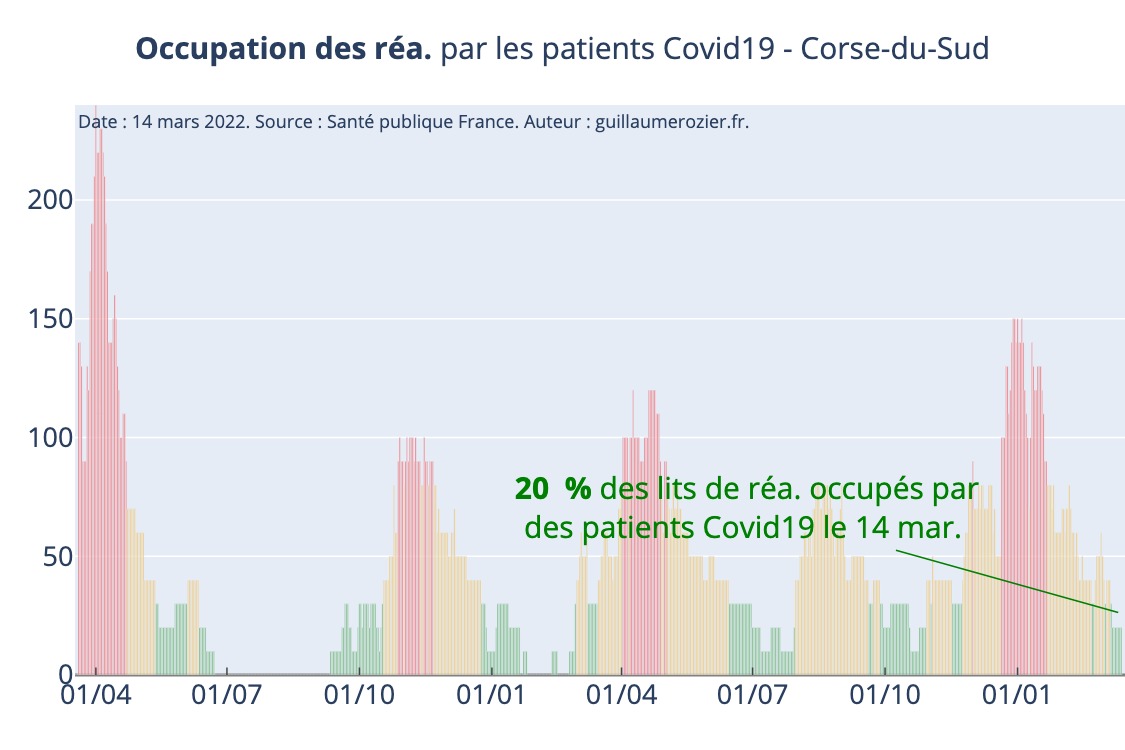 Occupation des réa. par les patients Covid19 - Corse-du-Sud
Date : 14 mars 2022. Source : Santé publique France. Auteur : guillaumerozier.fr.
200
150
100
50
0
20 % des lits de réa. occupés par
des patients Covid19 le 14 mar.
01/04 01/07 01/10 01/01 01/04 01/07 01/10 01/01